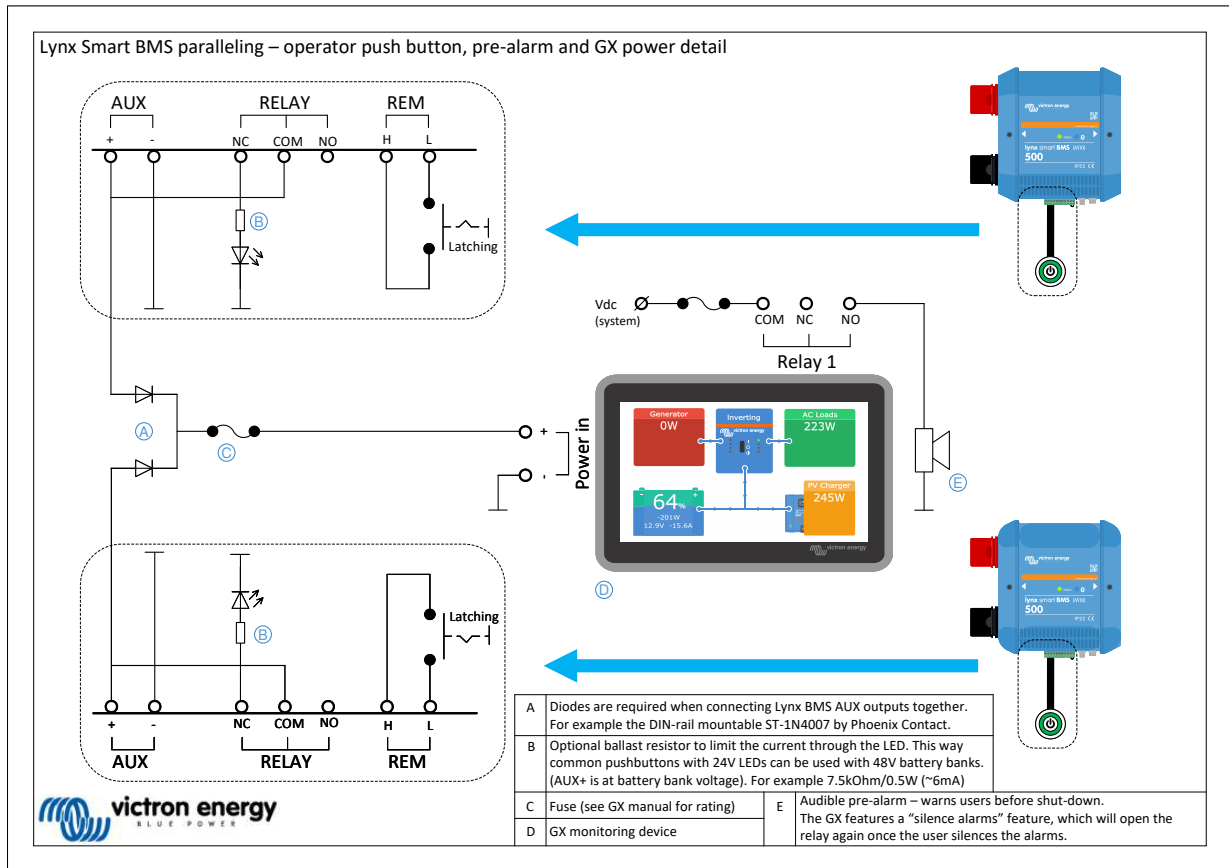 Lynx Smart BMS paralleling – operator push button, pre-alarm and GX power detail
AUX
RELAY
REM
+
-
NC
COM
NO
H
L
B
Latching
victron energy
lynx smart BMS
500
IP22
Vdc
(system)
COM
NC
NO
Relay 1
A
C
+
-
Power in
Generator
0W
Inverting
victron energy
AC Loads
223W
64%
-201W
12.9V -15.6A
PV Charger
245W
victron energy
D
E
B
Latching
+
-
NC
COM
NO
H
L
AUX
RELAY
REM
victron energy
lynx smart BMS
500
IP22
A Diodes are required when connecting Lynx BMS AUX outputs together.
For example the DIN-rail mountable ST-1N4007 by Phoenix Contact.
B Optional ballast resistor to limit the current through the LED. This way
common pushbuttons with 24V LEDs can be used with 48V battery banks.
(AUX+ is at battery bank voltage). For example 7.5kOhm/0.5W (~6mA)
C Fuse (see GX manual for rating)
D GX monitoring device
E Audible pre-alarm – warns users before shut-down.
The GX features a “silence alarms” feature, which will open the
relay again once the user silences the alarms.
victron energy
BLUE POWER